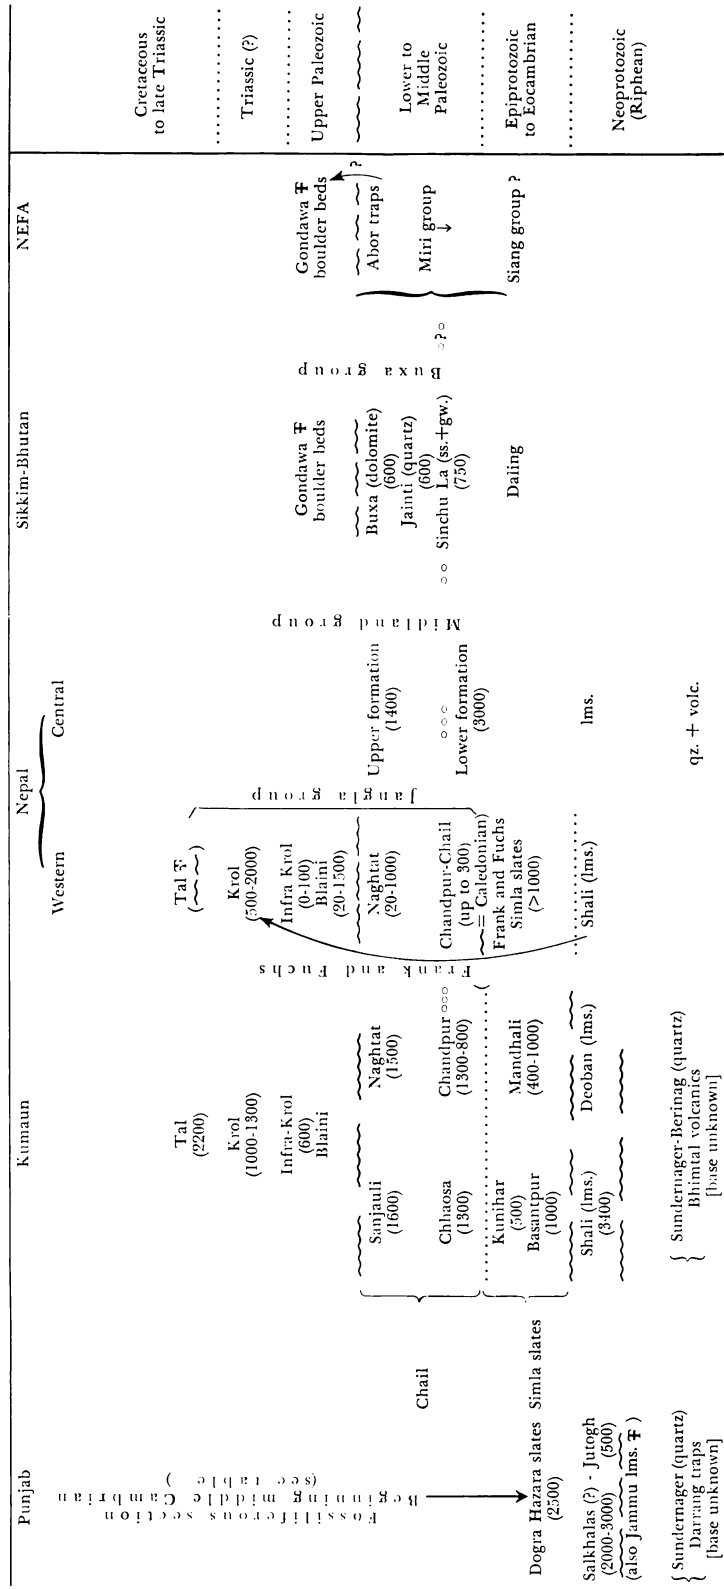 Punjab
Fossiliferous section
Beginning middle Cambrian
(see table)
Dogra Hazara slates
(2500)
Salkhalas (?) - Jutogh
(2000-3000) (500)
(also Jammu lms. )
{ Sundernager (quartz)
Darrang traps
[base unknown]
Chail
Simla slates
Kumaun
Tal
(2200)
Krol
(1000-1300)
Infra-Krol
(600)
Blaini
Sanjauli
(1600)
Chhaosa
(1300)
Kunihar
(500)
Basantpur
(1000)
Shali (lms.)
(3400)
Naghtat
(1500)
Chandpur
(1300-800)
Mandhali
(400-1000)
Deoban (lms.)
{ Sundernager-Berinag (quartz)
Bhimtal volcanics
[base unknown]
Frank and Fuchs
Nepal
Western
Tal
Krol
(500-2000)
Infra Krol
(0-100)
Blaini
(20-1500)
Naghtat
(20-1000)
Chandpur-Chail
(up to 300)
(= Caledonian)
Frank and Fuchs
Simla slates
(>1000)
Shali (lms.)
Jangla group
Central
Upper formation
(1400)
Lower formation
(3000)
lms.
qz. + volc.
Midland group
Sikkim-Bhutan
Gondawa
boulder beds
Buxa (dolomite)
(600)
Jainti (quartz)
(600)
Sinchu La (ss.+gw.)
(750)
Daiing
Buxa group
?
NEFA
Gondawa
boulder beds
?
Abor traps
Miri group
Siang group ?
Cretaceous
to late Triassic
Triassic (?)
Upper Paleozoic
Lower to
Middle
Paleozoic
Epiprotozoic
to Eocambrian
Neoprotozoic
(Riphean)